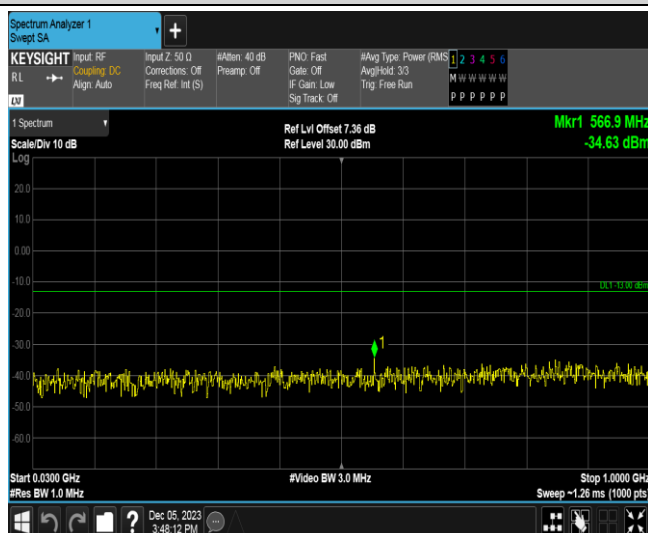 Spectrum Analyzer 1
Swept SA
+
KEYSIGHT
RL
LXI
Input: RF
Coupling: DC
Align: Auto
Input Z: 50 Ω
Corrections: Off
Freq Ref: Int (S)
#Atten: 40 dB
Preamp: Off
PNO: Fast
Gate: Off
IF Gain: Low
Sig Track: Off
#Avg Type: Power (RMS
Avg|Hold: 3/3
Trig: Free Run
1 2 3 4 5 6
M W W W W W
P P P P P P
1 Spectrum
Scale/Div 10 dB
Log
Ref Lvl Offset 7.36 dB
Ref Level 30.00 dBm
Mkr1 566.9 MHz
-34.63 dBm
20.0
10.0
0.00
-10.0
DL1 -13.00 dBm
-20.0
-30.0
1
-40.0
-50.0
-60.0
Start 0.0300 GHz
#Video BW 3.0 MHz
Stop 1.0000 GHz
#Res BW 1.0 MHz
Sweep ~1.26 ms (1000 pts)
?
Dec 05, 2023
3:48:12 PM